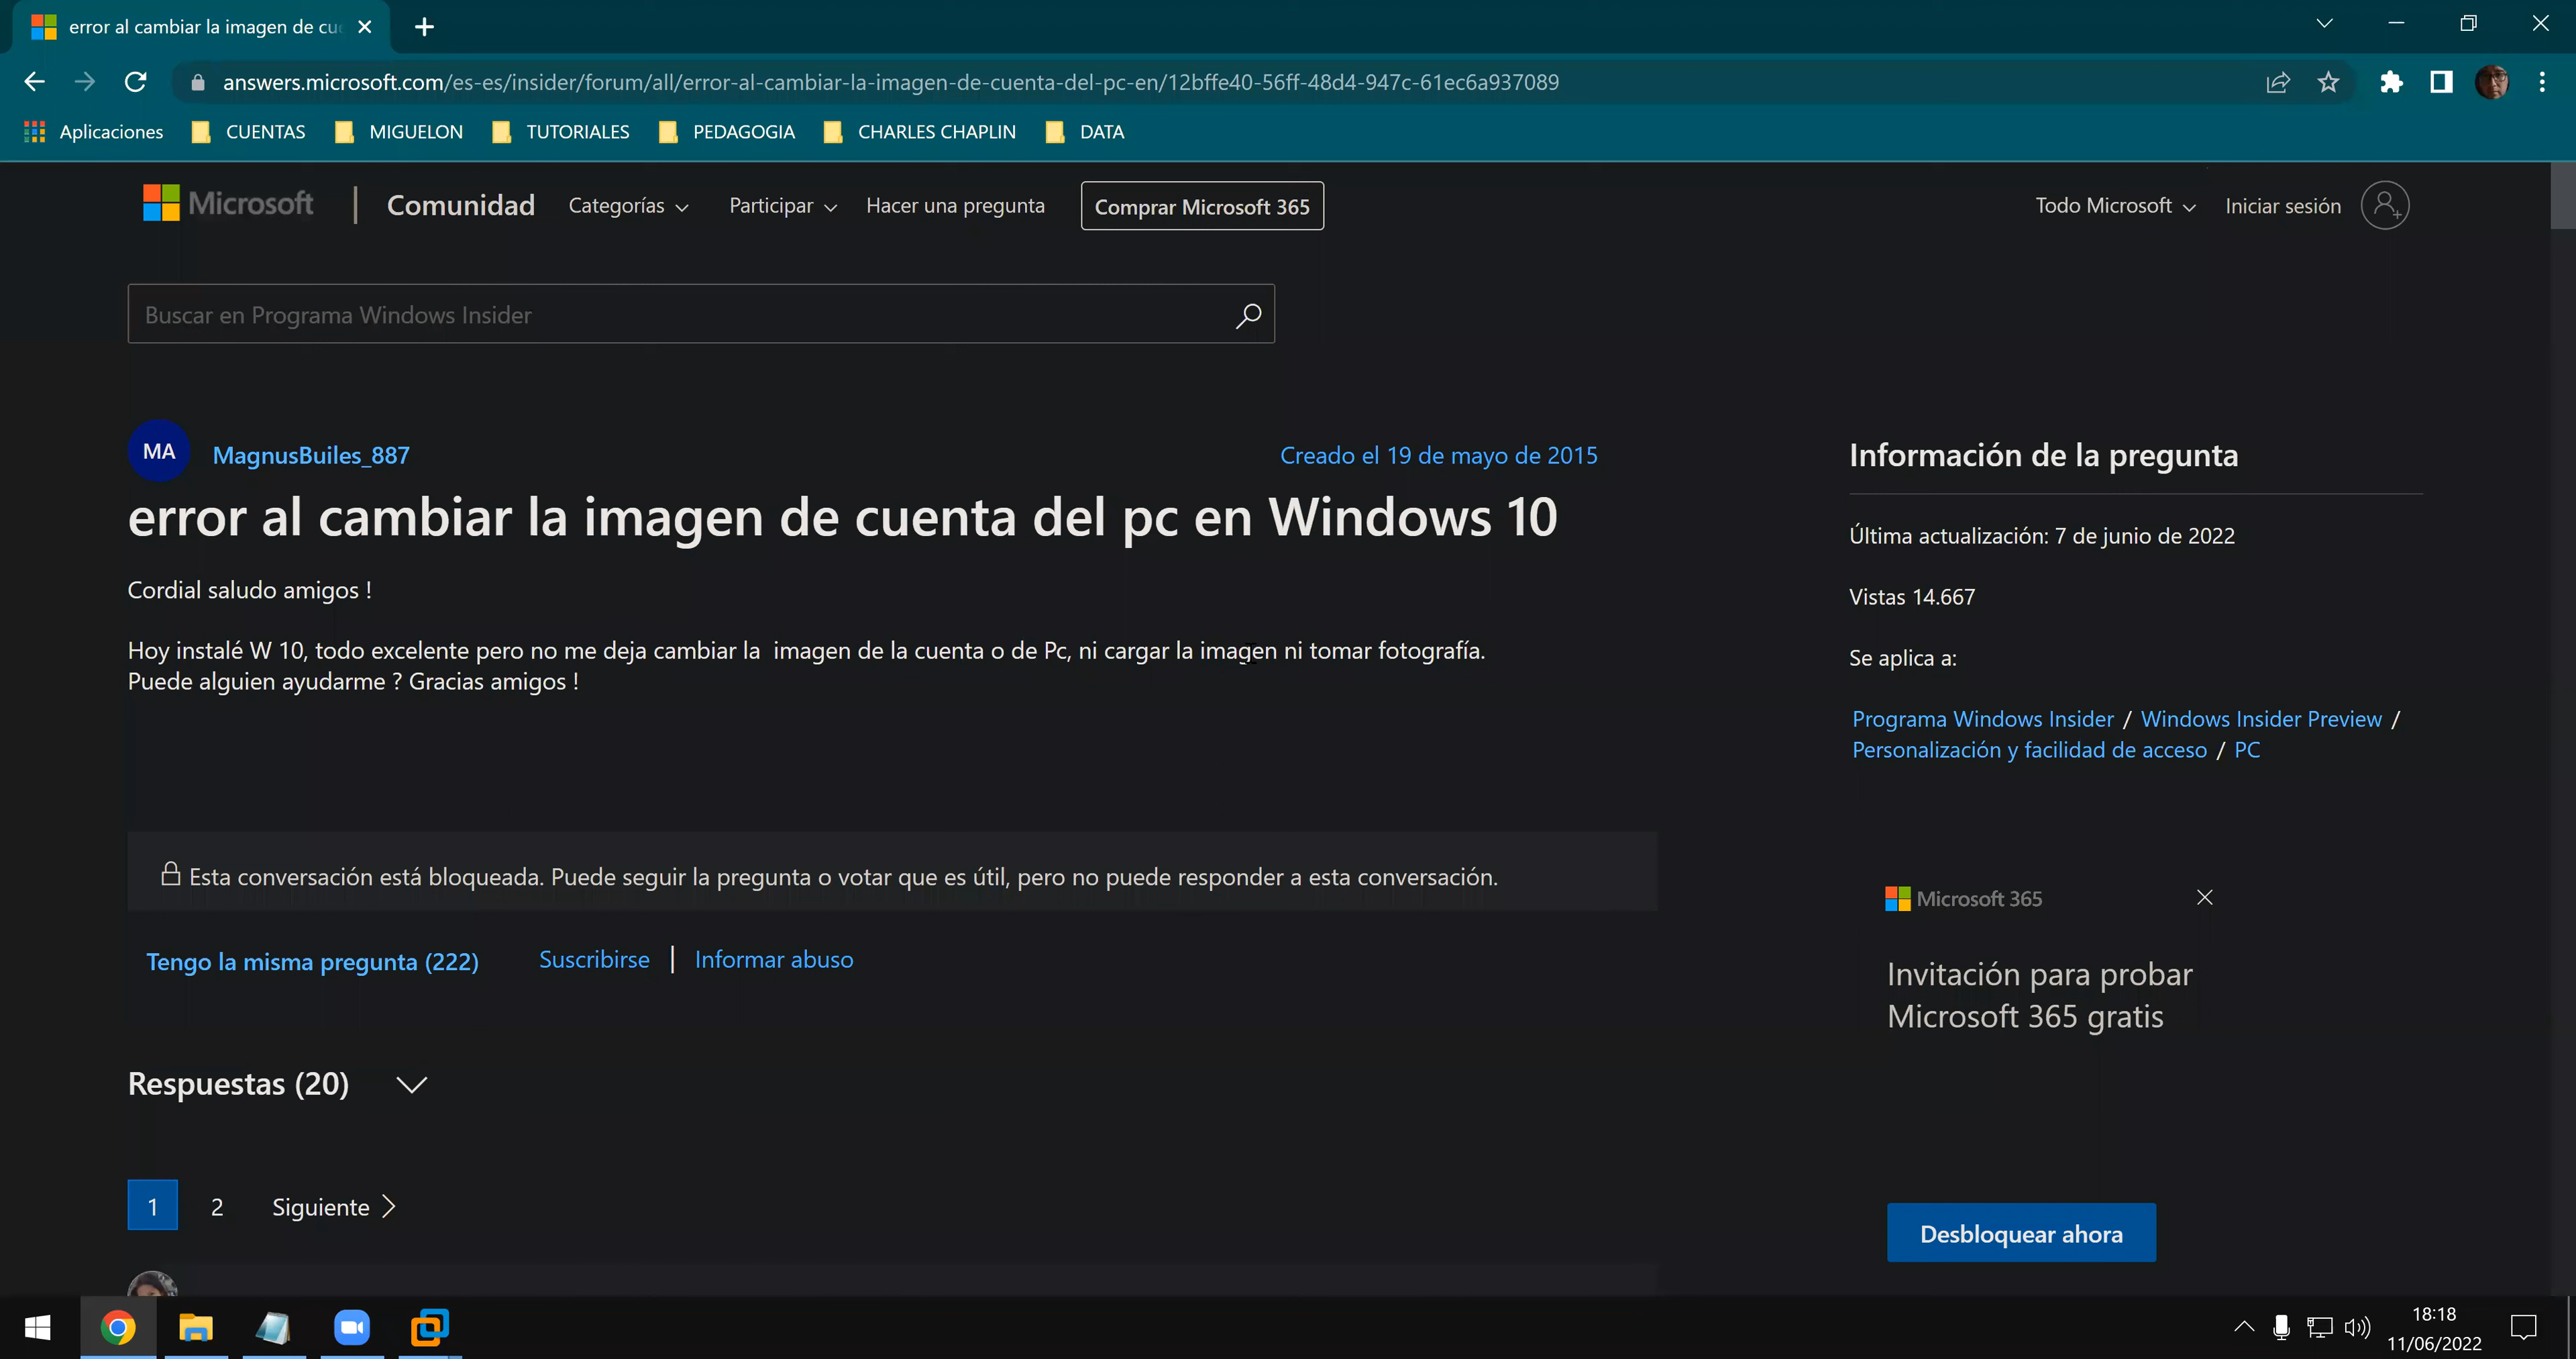 error al cambiar la imagen de cu
answers.microsoft.com/es-es/insider/forum/all/error-al-cambiar-la-imagen-de-cuenta-del-pc-en/12bffe40-56ff-48d4-947c-61ec6a937089
Aplicaciones CUENTAS MIGUELON TUTORIALES PEDAGOGIA CHARLES CHAPLIN DATA
Microsoft | Comunidad Categorías Participar Hacer una pregunta Comprar Microsoft 365 Todo Microsoft Iniciar sesión
Buscar en Programa Windows Insider
MA MagnusBuiles_887 Creado el 19 de mayo de 2015
error al cambiar la imagen de cuenta del pc en Windows 10
Cordial saludo amigos !
Hoy instalé W 10, todo excelente pero no me deja cambiar la  imagen de la cuenta o de Pc, ni cargar la imagen ni tomar fotografía.
Puede alguien ayudarme ? Gracias amigos !
Esta conversación está bloqueada. Puede seguir la pregunta o votar que es útil, pero no puede responder a esta conversación.
Tengo la misma pregunta (222) Suscribirse | Informar abuso
Respuestas (20)
1 2 Siguiente
Información de la pregunta
Última actualización: 7 de junio de 2022
Vistas 14.667
Se aplica a:
Programa Windows Insider / Windows Insider Preview /
Personalización y facilidad de acceso / PC
Microsoft 365
Invitación para probar
Microsoft 365 gratis
Desbloquear ahora
18:18
11/06/2022